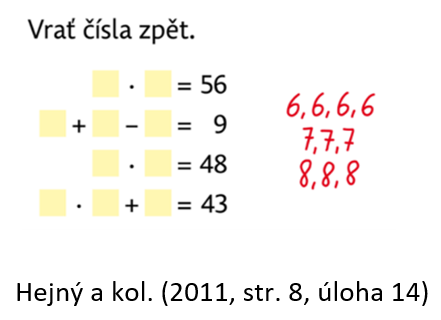 Vrať čísla zpět.
· = 56
+ − = 9
· = 48
· + = 43
6,6,6,6
7,7,7
8,8,8
Hejný a kol. (2011, str. 8, úloha 14)